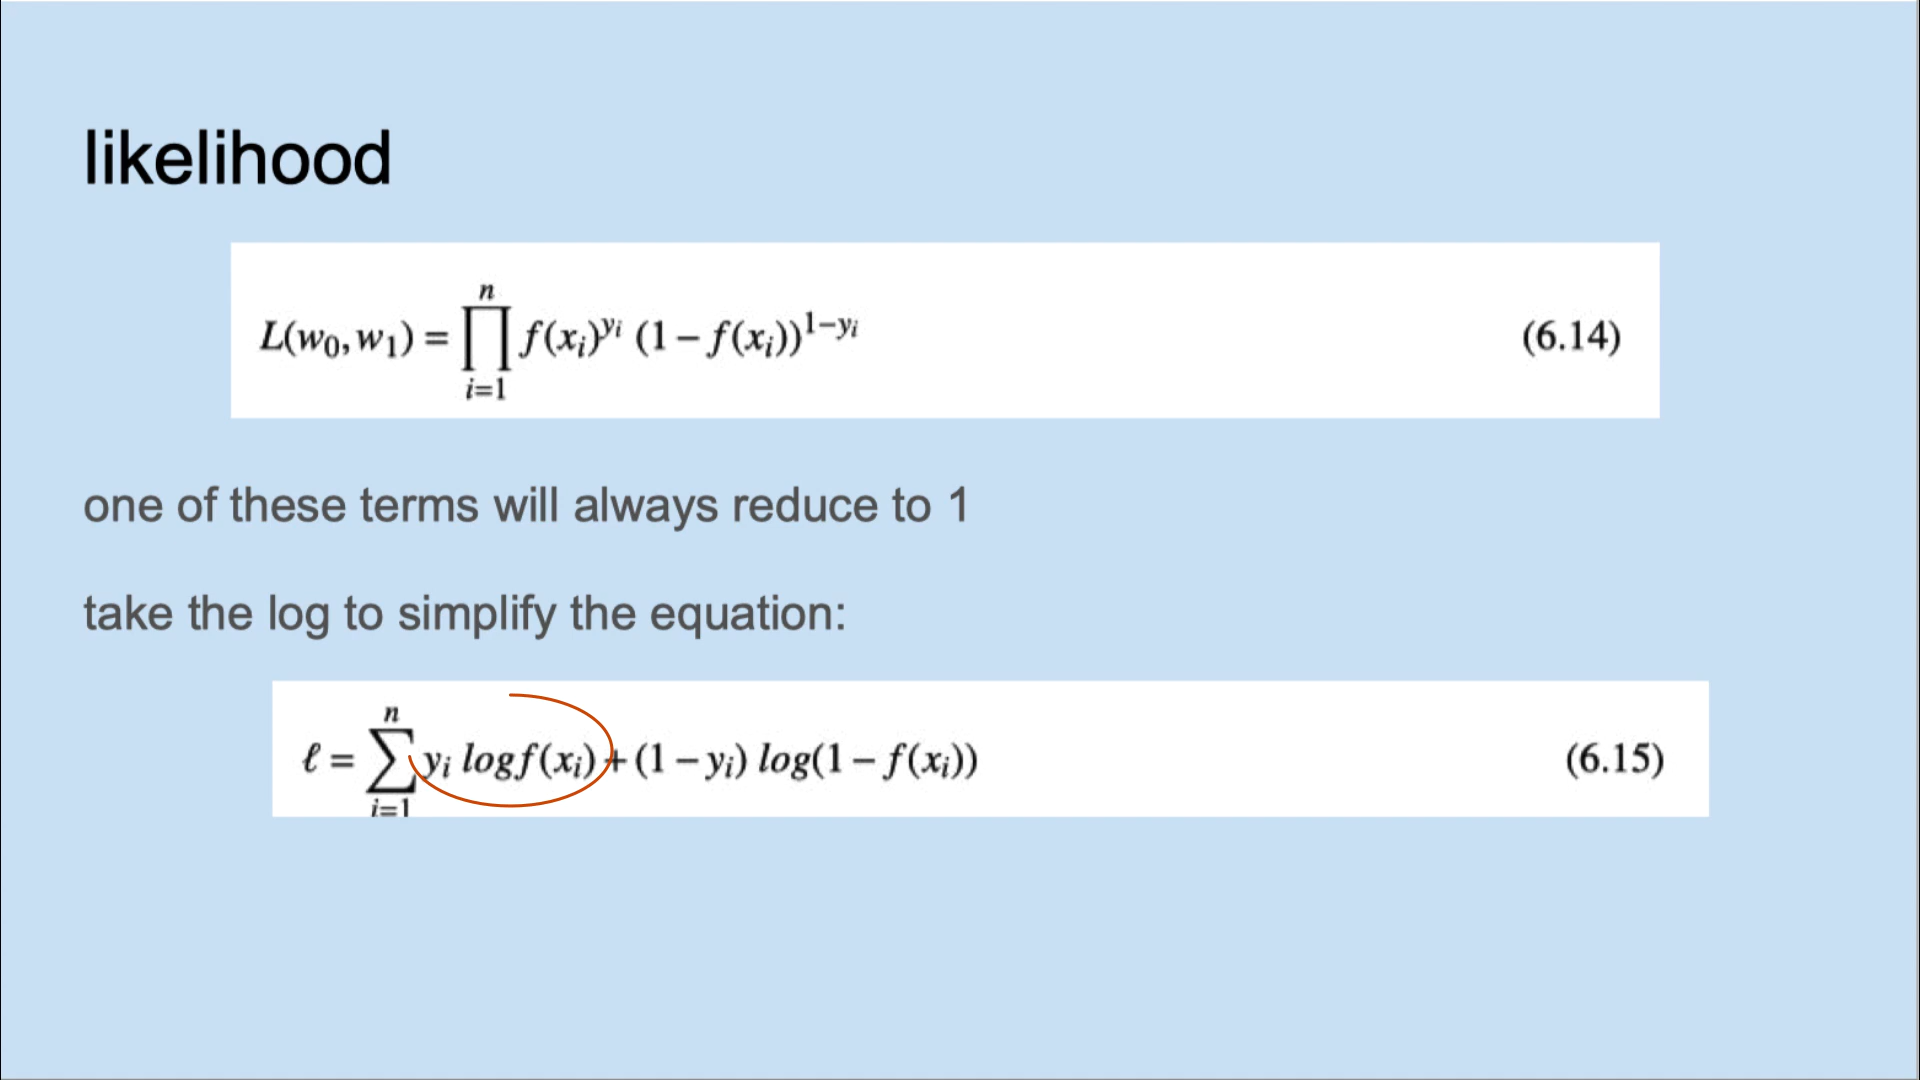 likelihood
L(w₀, w₁) = ∏ⁿᵢ₌₁ f(xᵢ)^yᵢ (1 − f(xᵢ))^1−yᵢ (6.14)
one of these terms will always reduce to 1
take the log to simplify the equation:
ℓ = ∑ⁿᵢ₌₁ yᵢ log f(xᵢ) + (1 − yᵢ) log(1 − f(xᵢ)) (6.15)